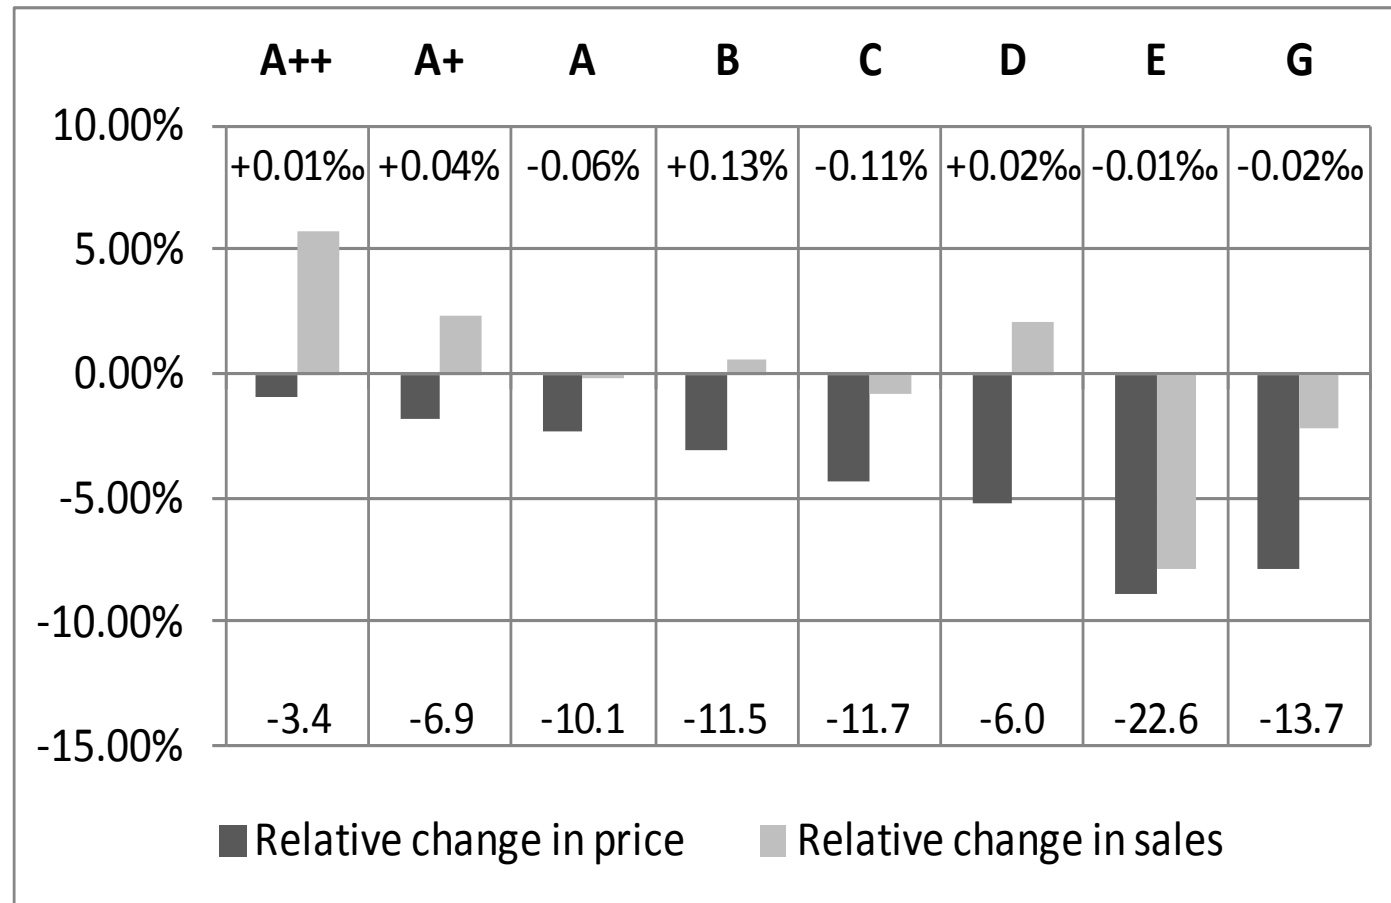 A++ A+ A B C D E G
10.00%
+0.01‰ +0.04% -0.06% +0.13% -0.11% +0.02‰ -0.01‰ -0.02‰
5.00%
0.00%
-5.00%
-10.00%
-3.4 -6.9 -10.1 -11.5 -11.7 -6.0 -22.6 -13.7
-15.00%
Relative change in price Relative change in sales